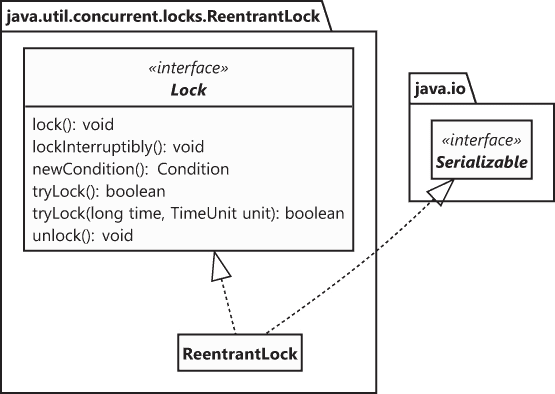 java.util.concurrent.locks.ReentrantLock
«interface»
Lock
lock(): void
lockInterruptibly(): void
newCondition(): Condition
tryLock(): boolean
tryLock(long time, TimeUnit unit): boolean
unlock(): void
java.io
«interface»
Serializable
ReentrantLock